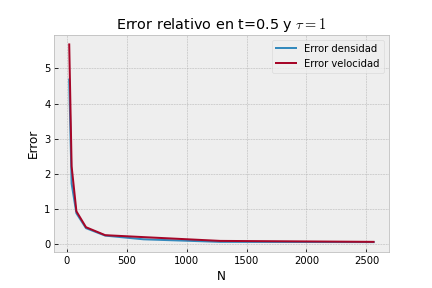 Error relativo en t=0.5 y τ = 1
Error densidad
Error velocidad
Error
5
4
3
2
1
0
0 500 1000 1500 2000 2500
N